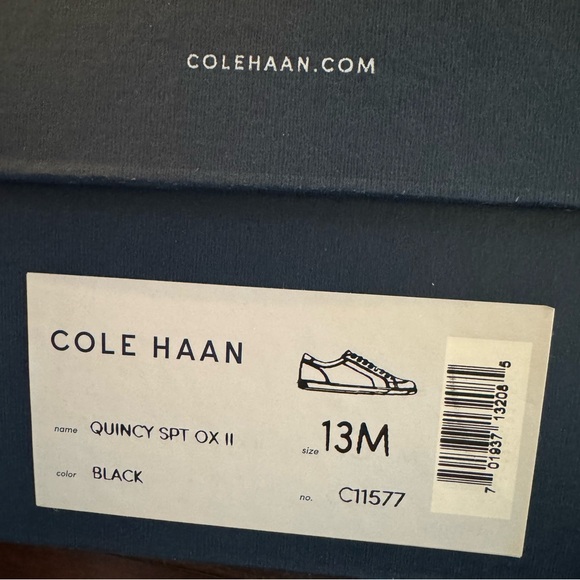 COLEHAAN.COM
COLE HAAN
name QUINCY SPT OX II
size 13M
color BLACK
no. C11577
7 01937 13208 5